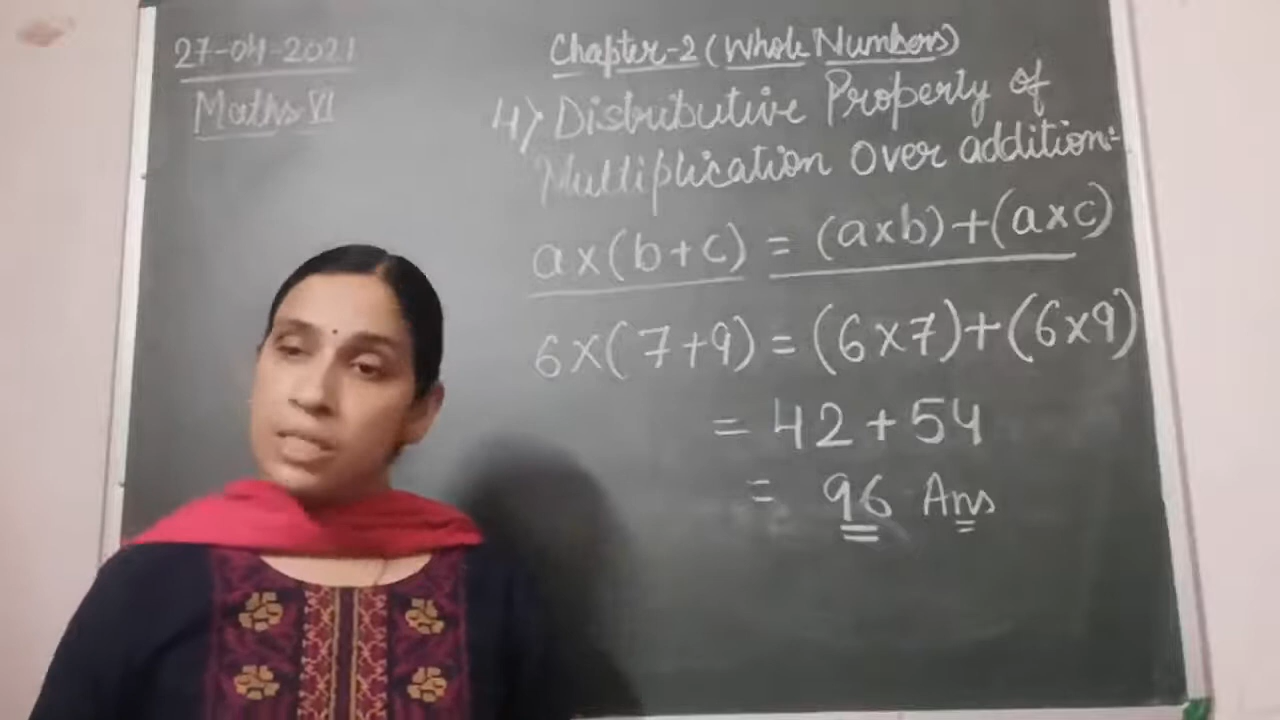 27-04-2021
Maths VI
Chapter-2 (Whole Numbers)
4) Distributive Property of
Multiplication Over addition:-
a×(b+c) = (a×b)+(a×c)
6×(7+9) = (6×7)+(6×9)
= 42+54
= 96 Ans